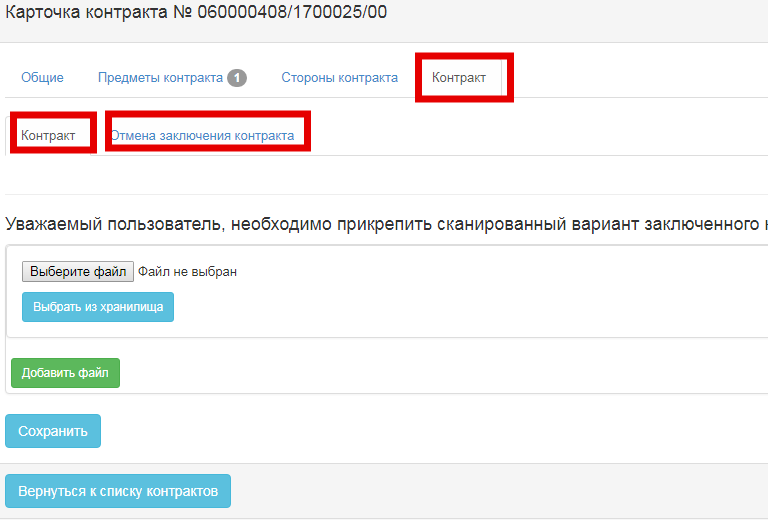 Карточка контракта № 060000408/1700025/00
Общие Предметы контракта 1 Стороны контракта Контракт
Контракт Отмена заключения контракта
Уважаемый пользователь, необходимо прикрепить сканированный вариант заключенного
Выберите файл Файл не выбран
Выбрать из хранилища
Добавить файл
Сохранить
Вернуться к списку контрактов